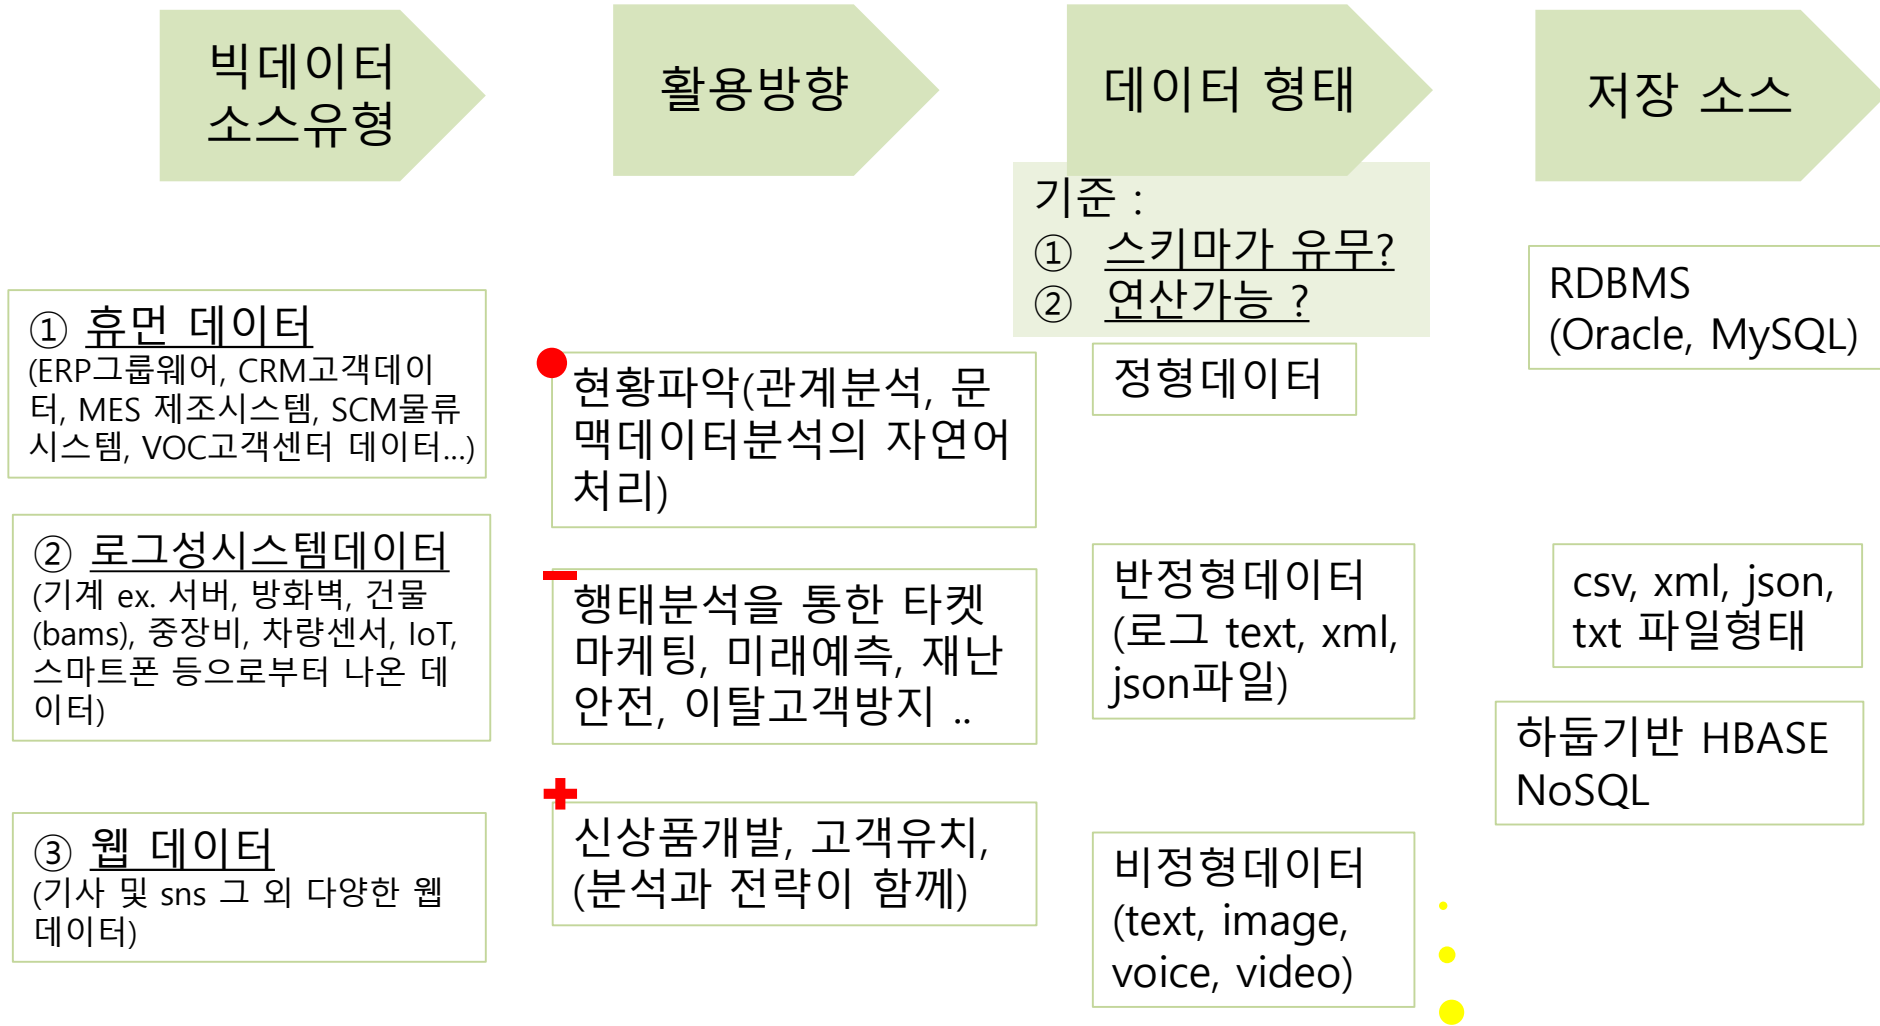 빅데이터
소스유형
활용방향
데이터 형태
저장 소스
① 휴먼 데이터
(ERP그룹웨어, CRM고객데이
터, MES 제조시스템, SCM물류
시스템, VOC고객센터 데이터...)
② 로그성시스템데이터
(기계 ex. 서버, 방화벽, 건물
(bams), 중장비, 차량센서, IoT,
스마트폰 등으로부터 나온 데
이터)
③ 웹 데이터
(기사 및 sns 그 외 다양한 웹
데이터)
현황파악(관계분석, 문
맥데이터분석의 자연어
처리)
행태분석을 통한 타켓
마케팅, 미래예측, 재난
안전, 이탈고객방지 ..
신상품개발, 고객유치,
(분석과 전략이 함께)
기준 :
① 스키마가 유무?
② 연산가능 ?
정형데이터
반정형데이터
(로그 text, xml,
json파일)
비정형데이터
(text, image,
voice, video)
RDBMS
(Oracle, MySQL)
csv, xml, json,
txt 파일형태
하둡기반 HBASE
NoSQL